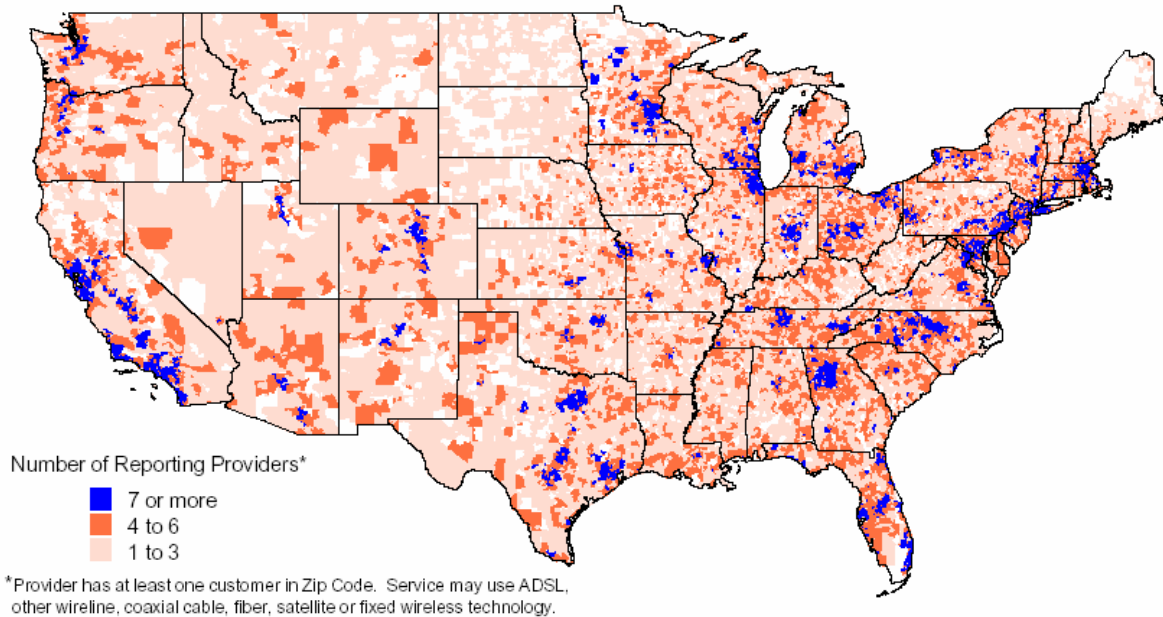 Number of Reporting Providers*
7 or more
4 to 6
1 to 3
*Provider has at least one customer in Zip Code. Service may use ADSL,
other wireline, coaxial cable, fiber, satellite or fixed wireless technology.